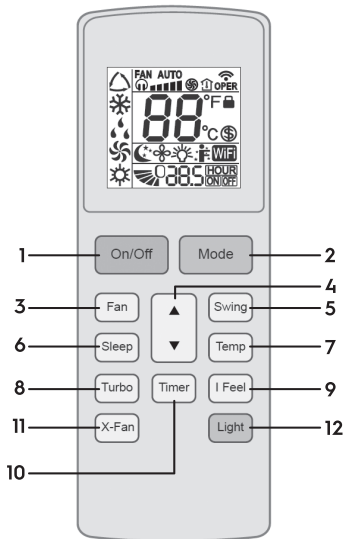 FAN AUTO
OPER
88 °F
°C $
WiFi
088:5 HOUR
ON OFF
1 On/Off Mode 2
4
3 Fan ▲ Swing 5
6 Sleep ▼ Temp 7
8 Turbo Timer I Feel 9
11 X-Fan Light 12
10